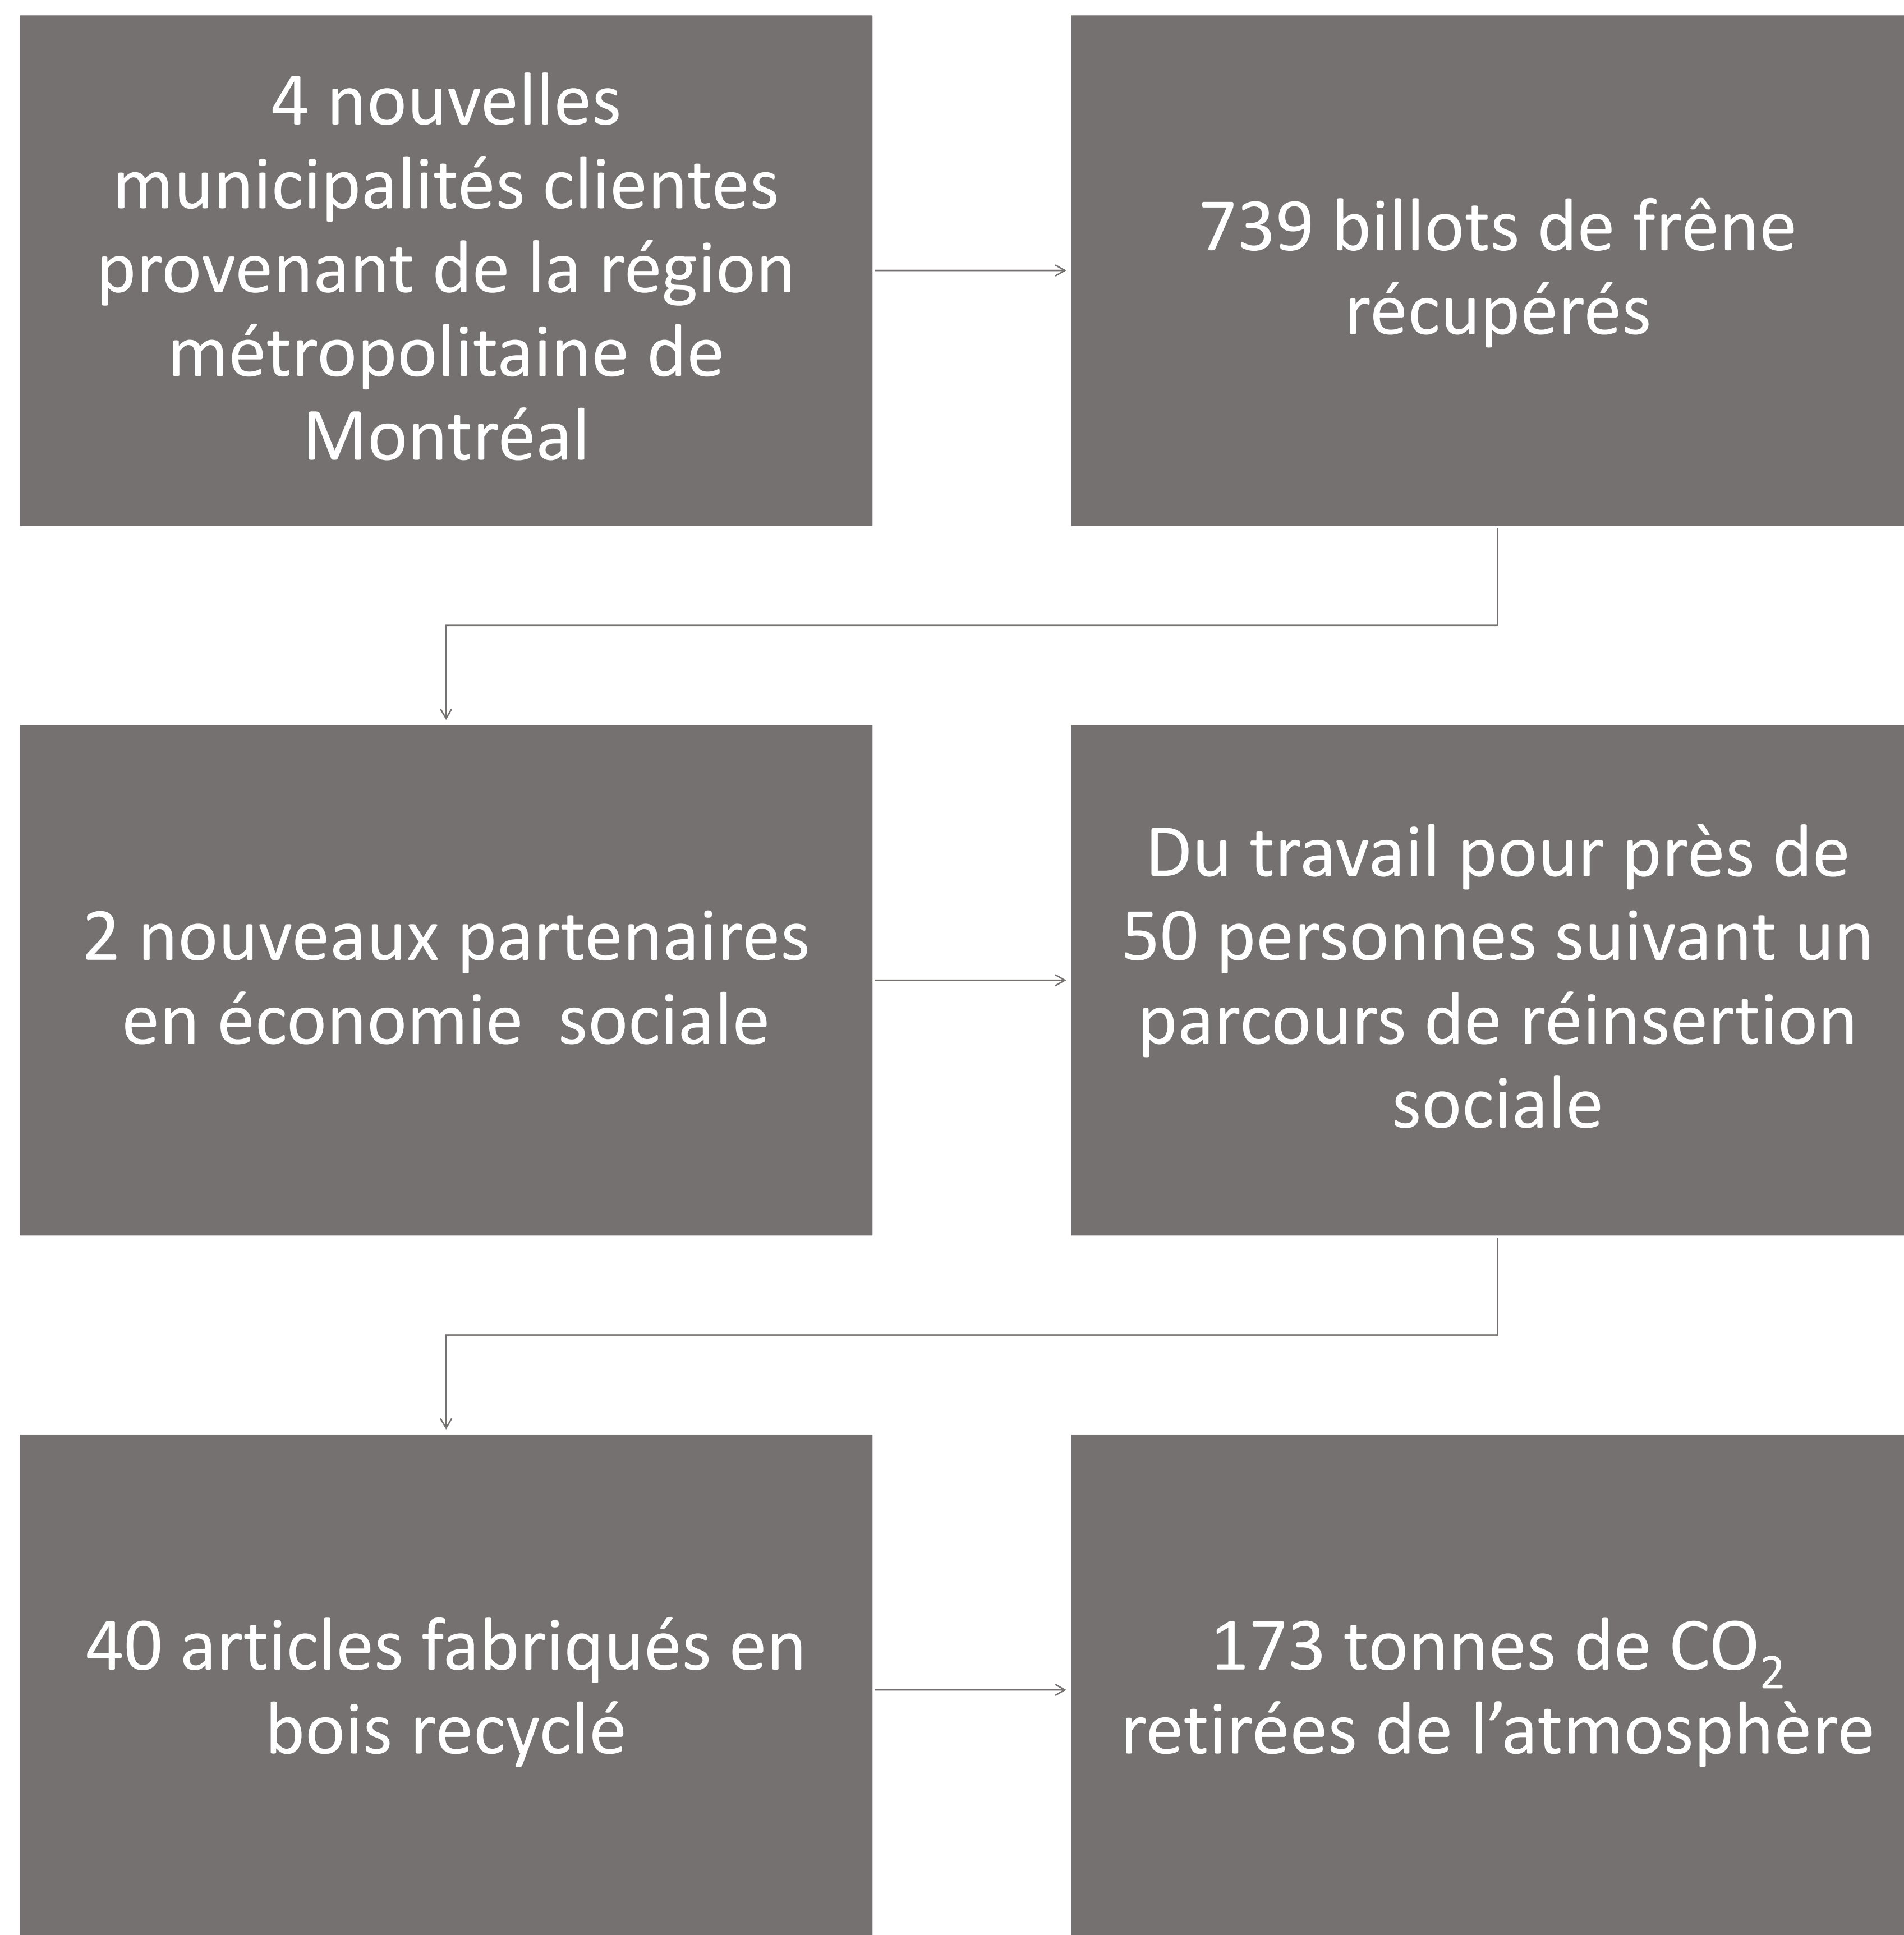 4 nouvelles
municipalités clientes
provenant de la région
métropolitaine de
Montréal
739 billots de frêne
récupérés
2 nouveaux partenaires
en économie  sociale
Du travail pour près de
50 personnes suivant un
parcours de réinsertion
sociale
40 articles fabriqués en
bois recyclé
173 tonnes de CO₂
retirées de l’atmosphère